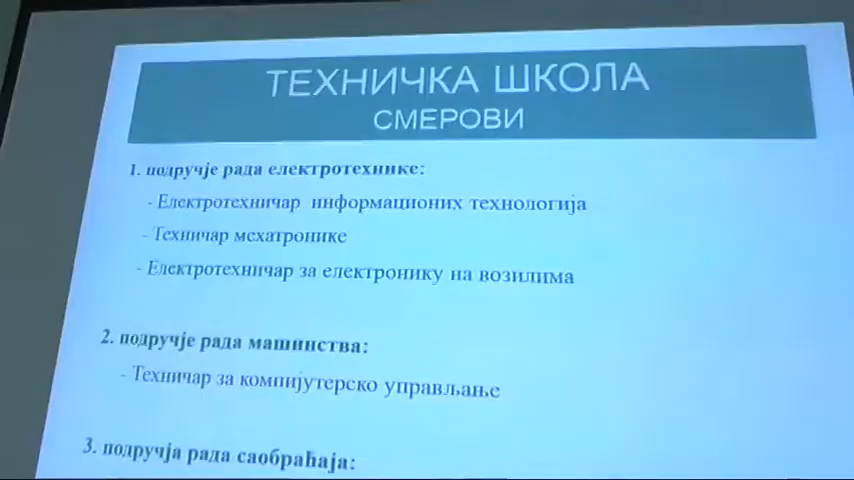 ТЕХНИЧКА ШКОЛА
СМЕРОВИ
1. подручје рада електротехнике:
- Електротехничар информационих технологија
- Техничар мехатронике
- Електротехничар за електронику на возилима
2. подручје рада машинства:
- Техничар за компијутерско управљање
3. подручја рада саобраћаја: